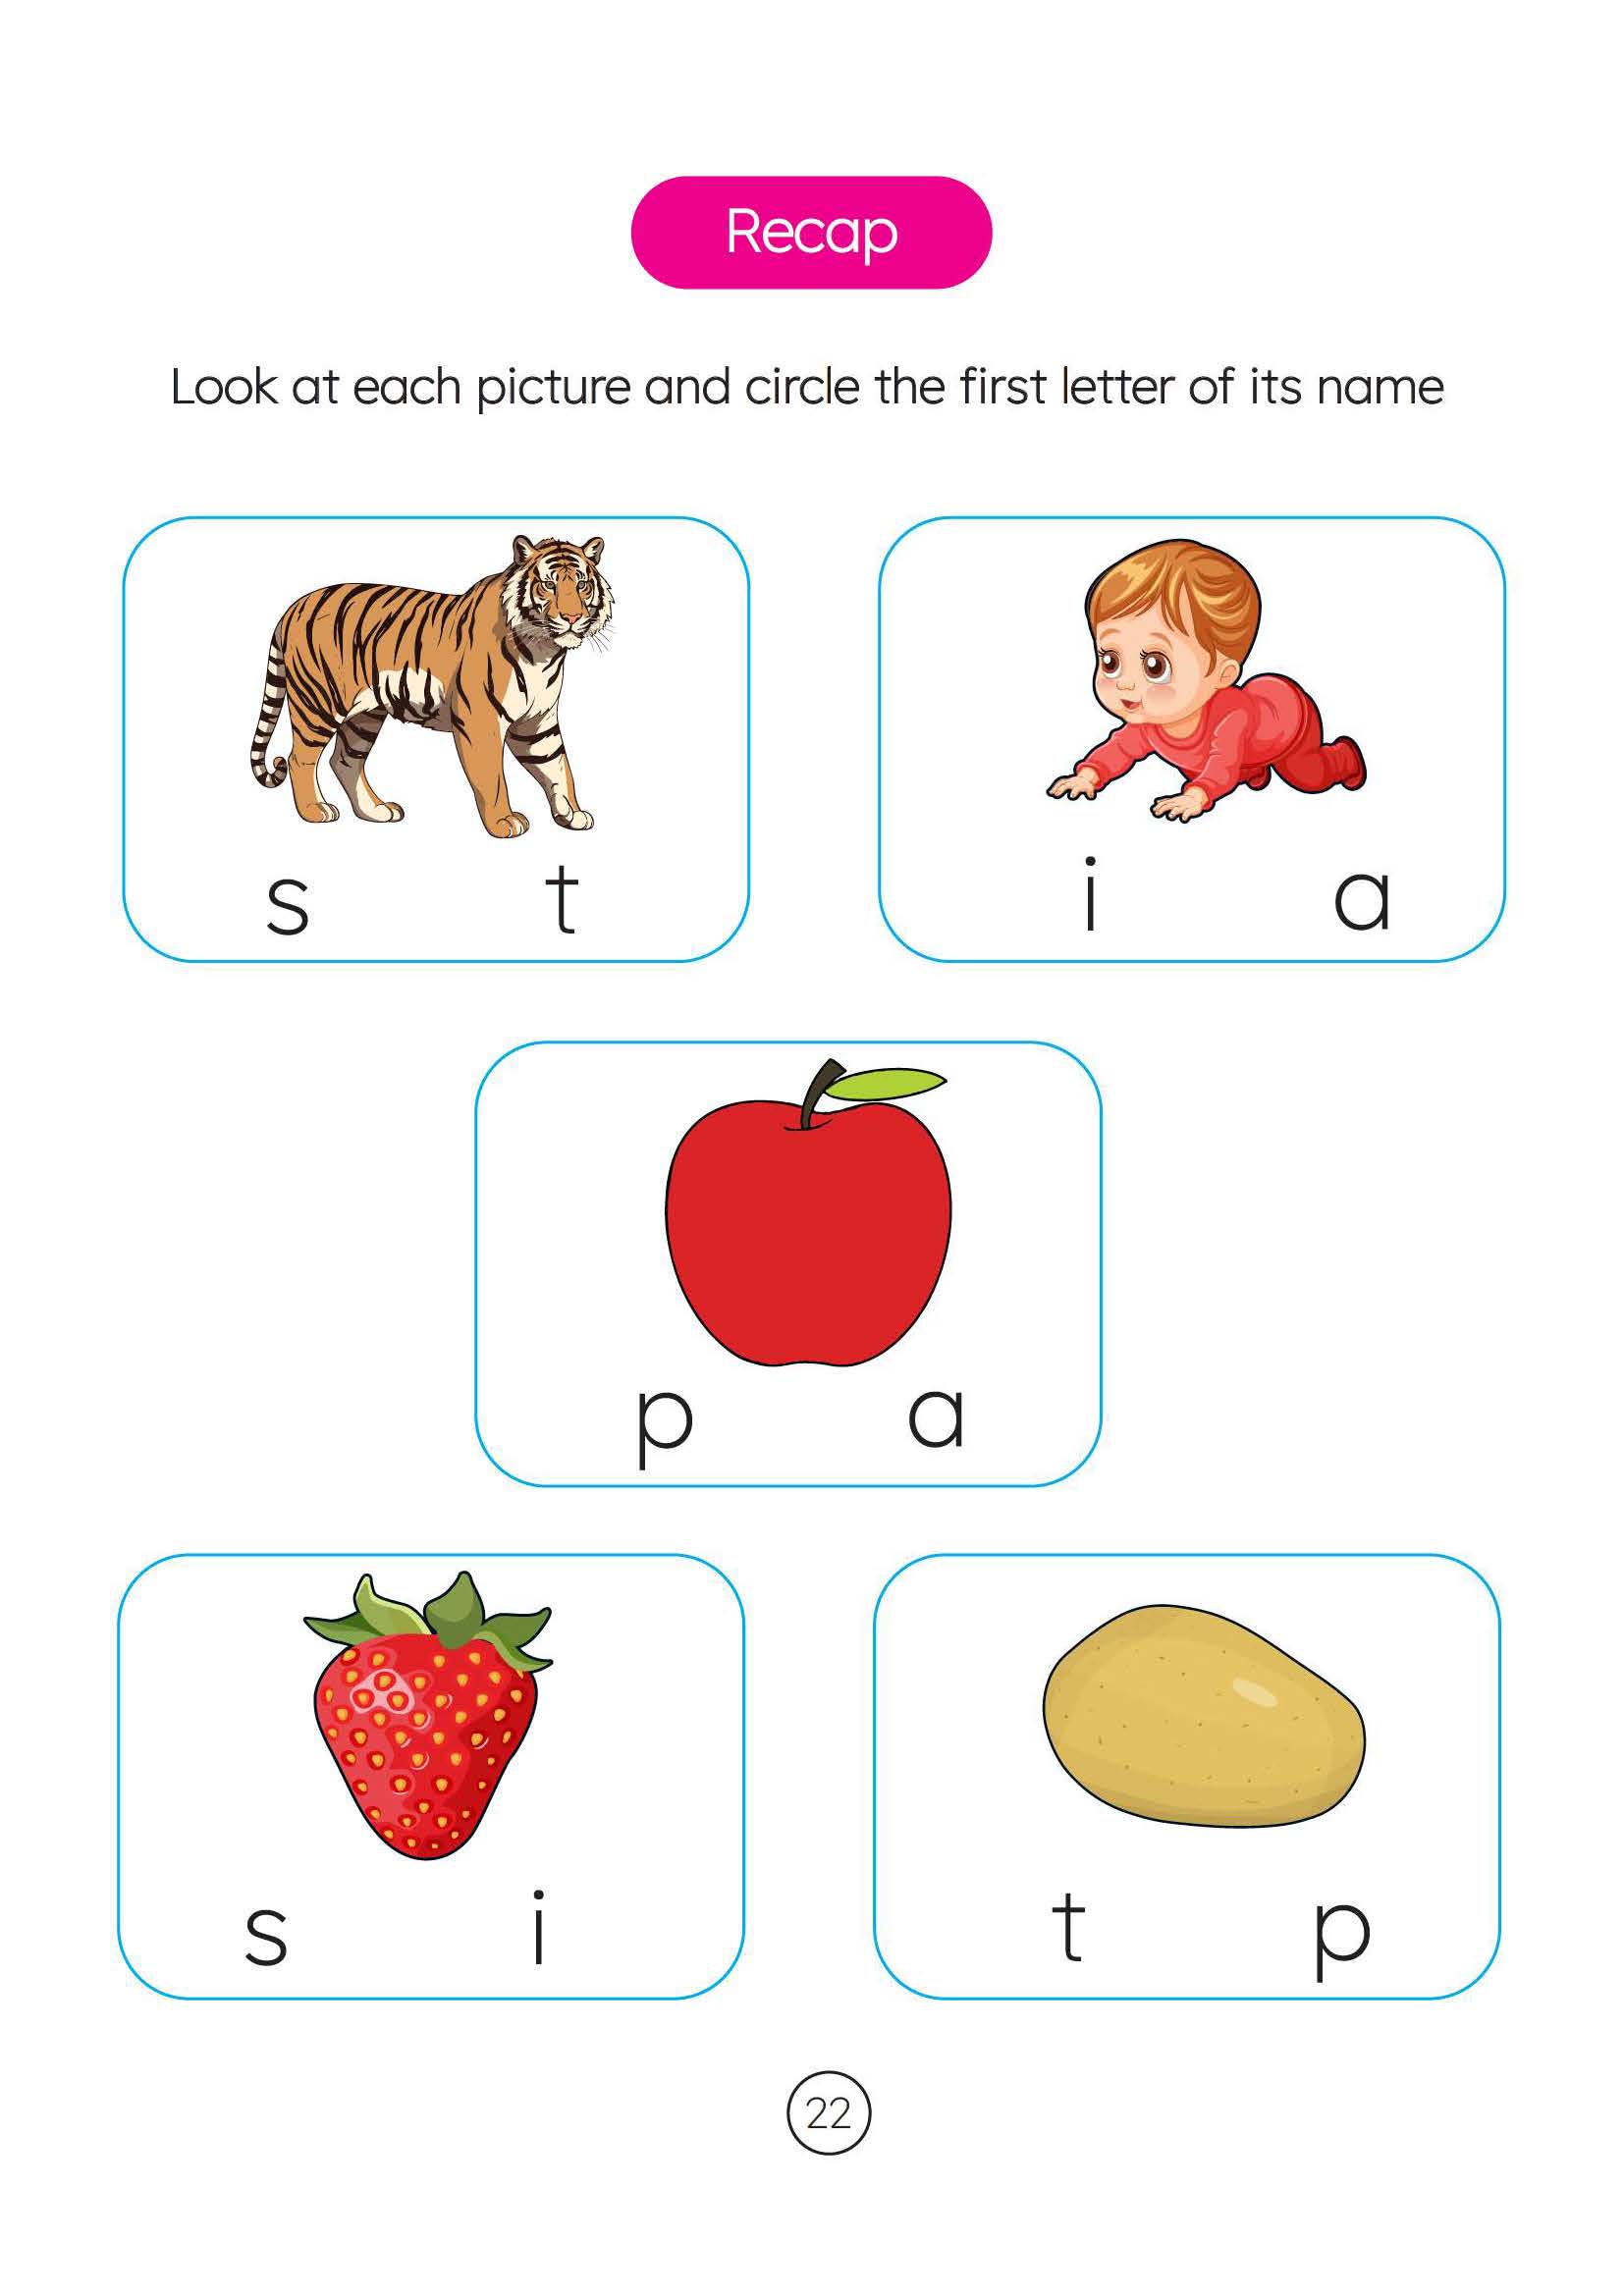 Recap
Look at each picture and circle the first letter of its name
s t
i a
p a
s i
t p
22